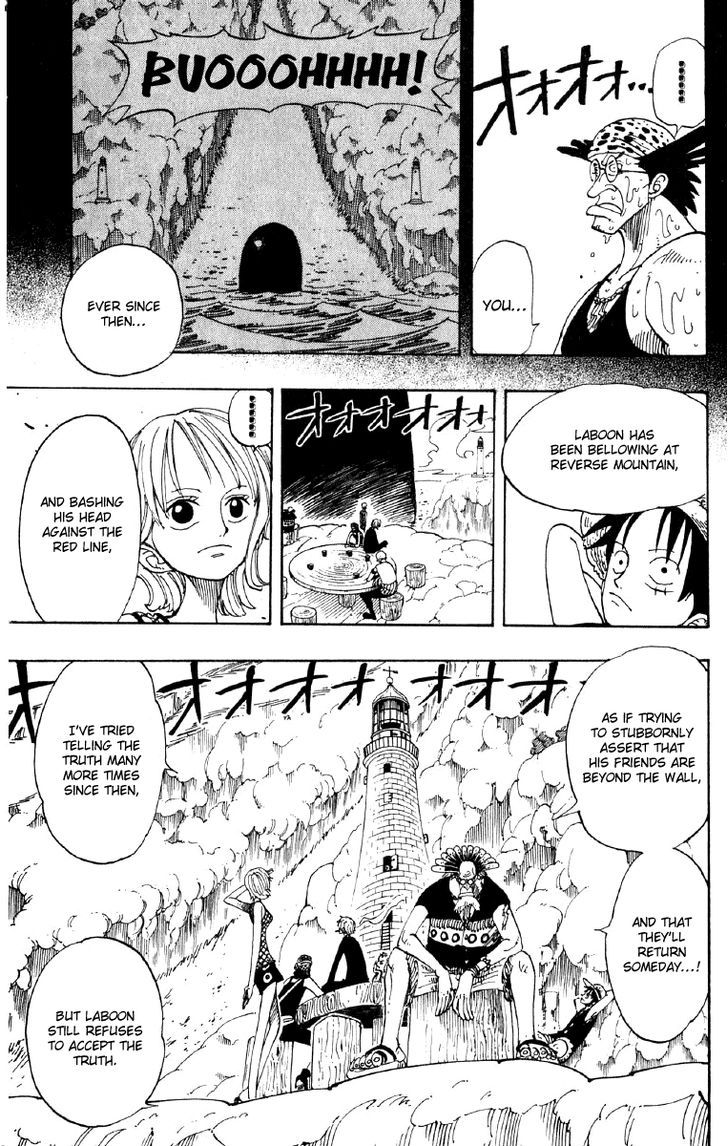 ⋮⋮
オオオオ...
YOU...
BUOOOHHHH!
EVER SINCE
THEN...
LABOON HAS
BEEN BELLOWING AT
REVERSE MOUNTAIN,
オオオオオオ
⋮⋮
AND BASHING
HIS HEAD
AGAINST THE
RED LINE,
オオオオオオオオ
AS IF TRYING
TO STUBBORNLY
ASSERT THAT
HIS FRIENDS ARE
BEYOND THE WALL,
AND THAT
THEY'LL
RETURN
SOMEDAY...!
I'VE TRIED
TELLING THE
TRUTH MANY
MORE TIMES
SINCE THEN,
BUT LABOON
STILL REFUSES
TO ACCEPT
THE TRUTH.